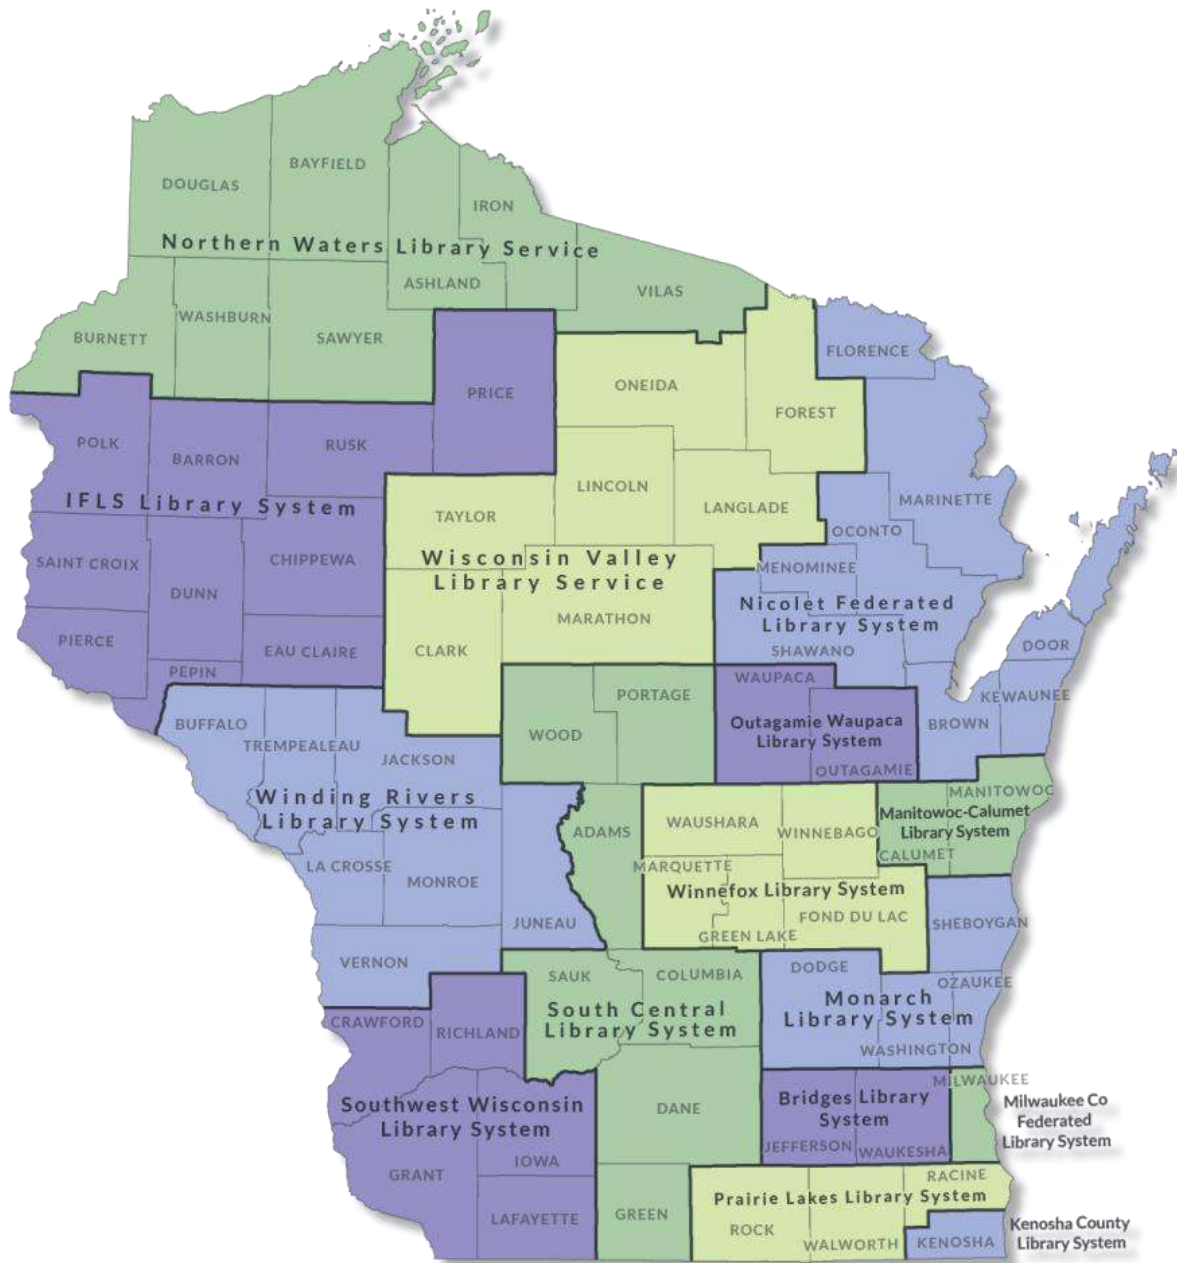 BAYFIELD
DOUGLAS
IRON
Northern Waters Library Service
ASHLAND
VILAS
WASHBURN
BURNETT
SAWYER
FLORENCE
PRICE
ONEIDA
FOREST
POLK
BARRON
RUSK
LINCOLN
MARINETTE
IFLS Library System
LANGLADE
TAYLOR
OCONTO
Wisconsin Valley
Library Service
SAINT CROIX
CHIPPEWA
MENOMINEE
DUNN
Nicolet Federated
Library System
MARATHON
PIERCE
EAU CLAIRE
CLARK
SHAWANO
DOOR
PEPIN
WAUPACA
PORTAGE
KEWAUNEE
BUFFALO
Outagamie Waupaca
Library System
BROWN
WOOD
TREMPEALEAU
JACKSON
OUTAGAMIE
Winding Rivers
Library System
MANITOWOC
Manitowoc-Calumet
Library System
ADAMS
WAUSHARA
WINNEBAGO
CALUMET
LA CROSSE
MARQUETTE
MONROE
Winnefox Library System
FOND DU LAC
JUNEAU
SHEBOYGAN
GREEN LAKE
VERNON
DODGE
SAUK
COLUMBIA
OZAUKEE
Monarch
Library System
South Central
Library System
CRAWFORD
RICHLAND
WASHINGTON
MILWAUKEE
Bridges Library
System
Milwaukee Co
Federated
Library System
Southwest Wisconsin
Library System
DANE
JEFFERSON
WAUKESHA
IOWA
GRANT
RACINE
Prairie Lakes Library System
LAFAYETTE
GREEN
ROCK
WALWORTH
KENOSHA
Kenosha County
Library System